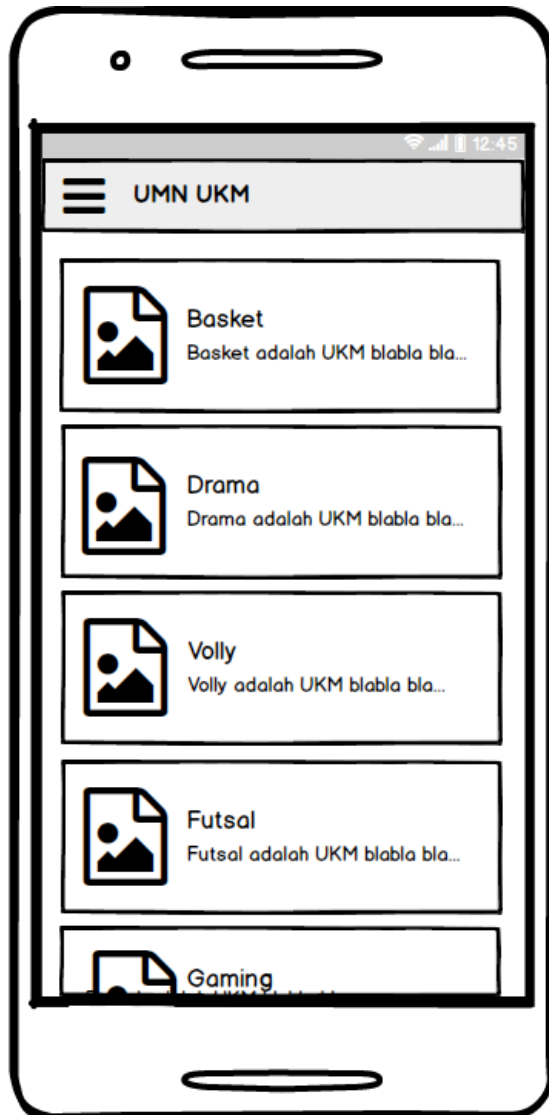 12:45
UMN UKM
Basket
Basket adalah UKM blabla bla...
Drama
Drama adalah UKM blabla bla...
Volly
Volly adalah UKM blabla bla...
Futsal
Futsal adalah UKM blabla bla...
Gaming